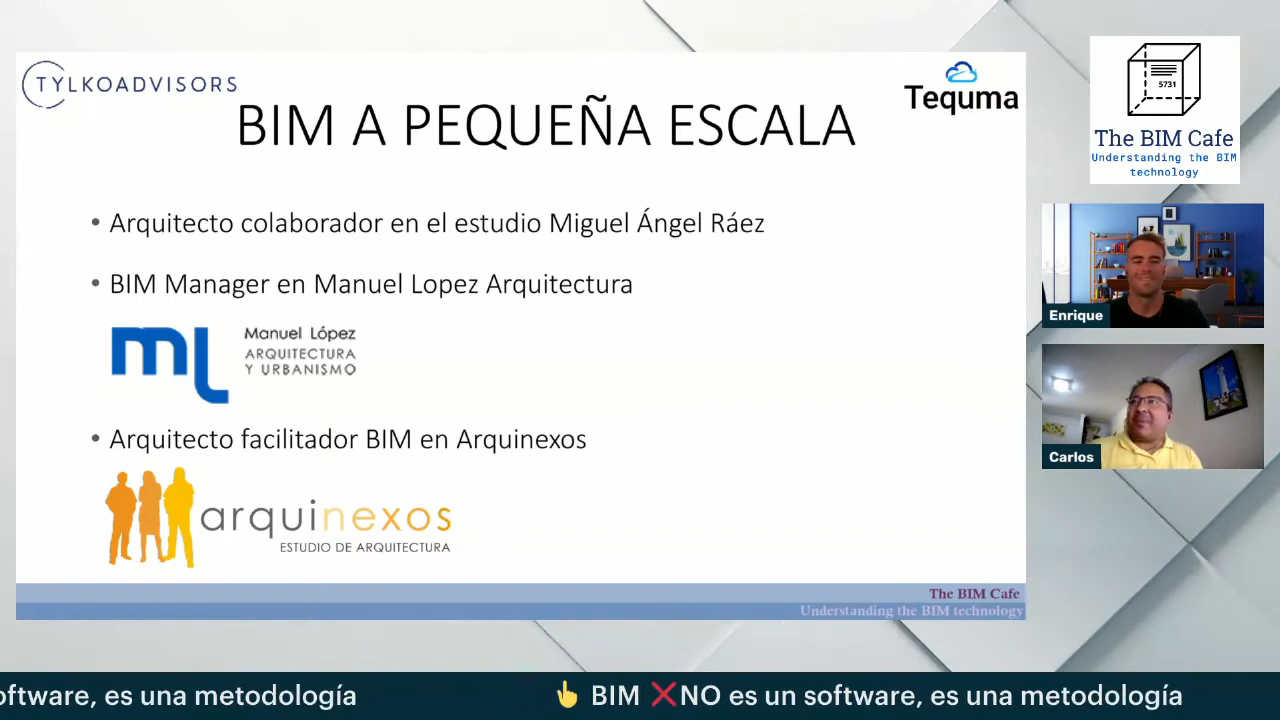 TYLKOADVISORS
Tequma
BIM A PEQUEÑA ESCALA
• Arquitecto colaborador en el estudio Miguel Ángel Ráez
• BIM Manager en Manuel Lopez Arquitectura
ml
Manuel López
ARQUITECTURA
Y URBANISMO
• Arquitecto facilitador BIM en Arquinexos
arquinexos
ESTUDIO DE ARQUITECTURA
The BIM Cafe
Understanding the BIM technology
5731
The BIM Cafe
Understanding the BIM
technology
Enrique
Carlos
oftware, es una metodología 👆 BIM ❌NO es un software, es una metodología